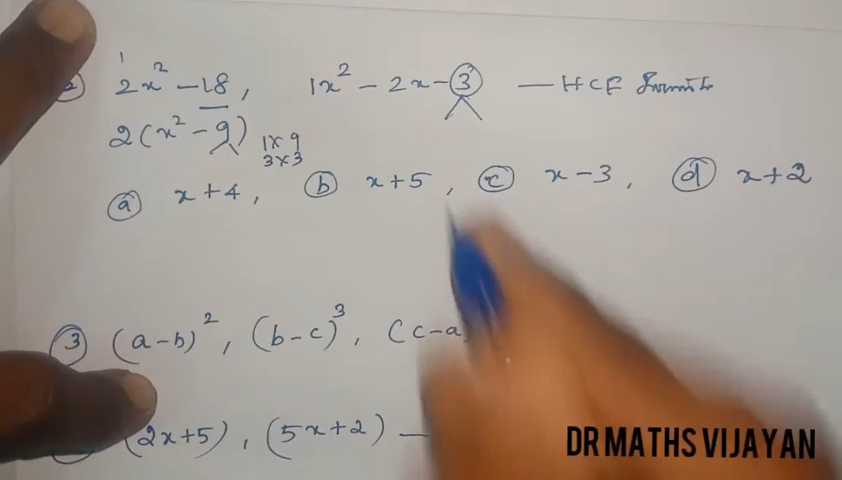 2x² - 18, 1x² - 2x - 3 — HCF
2(x² - 9) 1 x 9
3 x 3
a x + 4, b x + 5, c x - 3, d x + 2
3 (a-b)², (b-c)³, (c-a
(2x+5), (5x+2) —
DR MATHS VIJAYAN